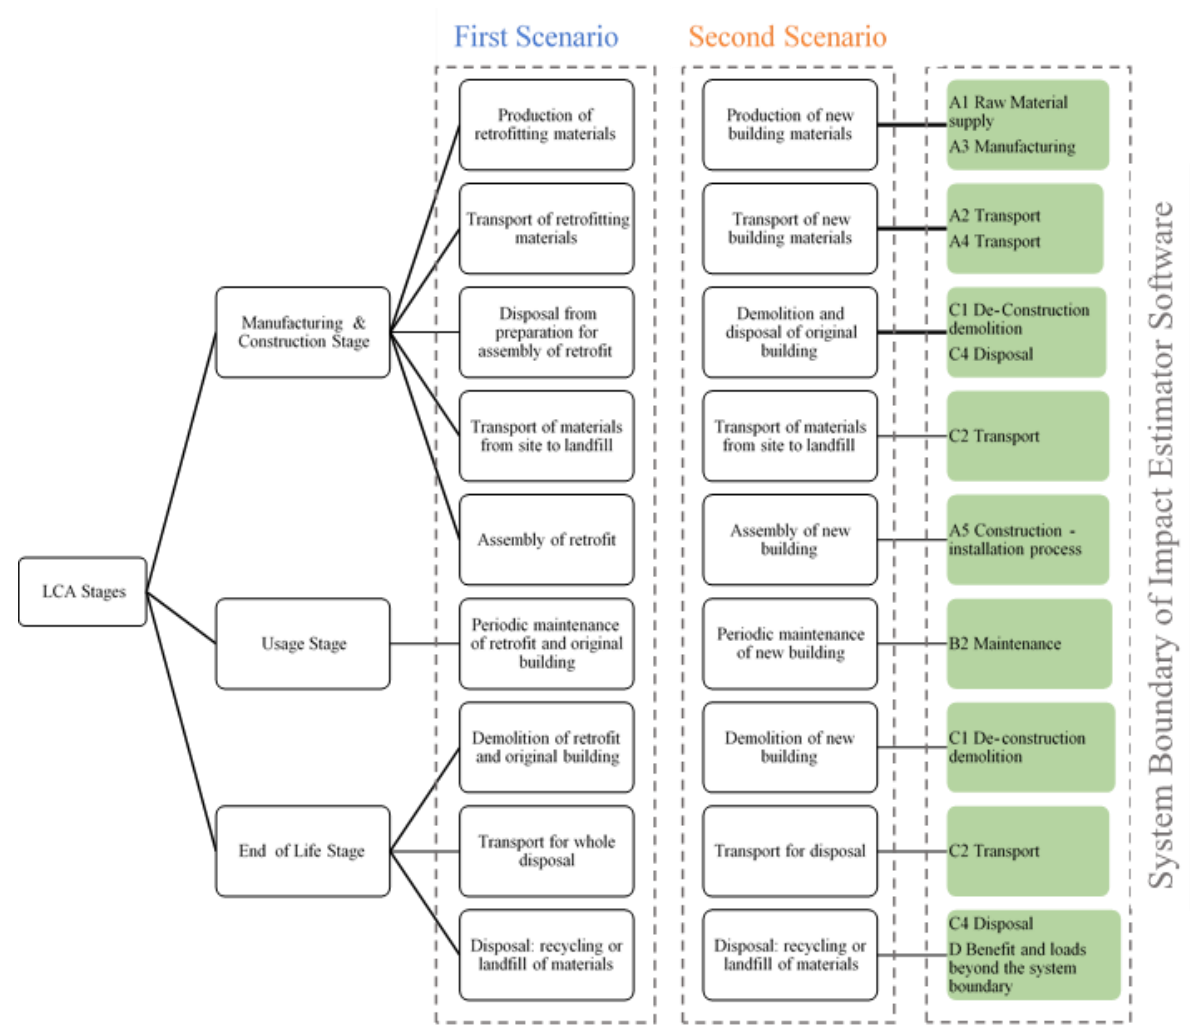 First Scenario
Second Scenario
Production of
retrofitting materials
Production of new
building materials
A1 Raw Material
supply
A3 Manufacturing
Transport of retrofitting
materials
Transport of new
building materials
A2 Transport
A4 Transport
Manufacturing &
Construction Stage
Disposal from
preparation for
assembly of retrofit
Demolition and
disposal of original
building
C1 De-Construction
demolition
C4 Disposal
Transport of materials
from site to landfill
Transport of materials
from site to landfill
C2 Transport
Assembly of retrofit
Assembly of new
building
A5 Construction -
installation process
LCA Stages
Usage Stage
Periodic maintenance
of retrofit and original
building
Periodic maintenance
of new building
B2 Maintenance
Demolition of retrofit
and original building
Demolition of new
building
C1 De-construction
demolition
End of Life Stage
Transport for whole
disposal
Transport for disposal
C2 Transport
Disposal: recycling or
landfill of materials
Disposal: recycling or
landfill of materials
C4 Disposal
D Benefit and loads
beyond the system
boundary
System Boundary of Impact Estimator Software